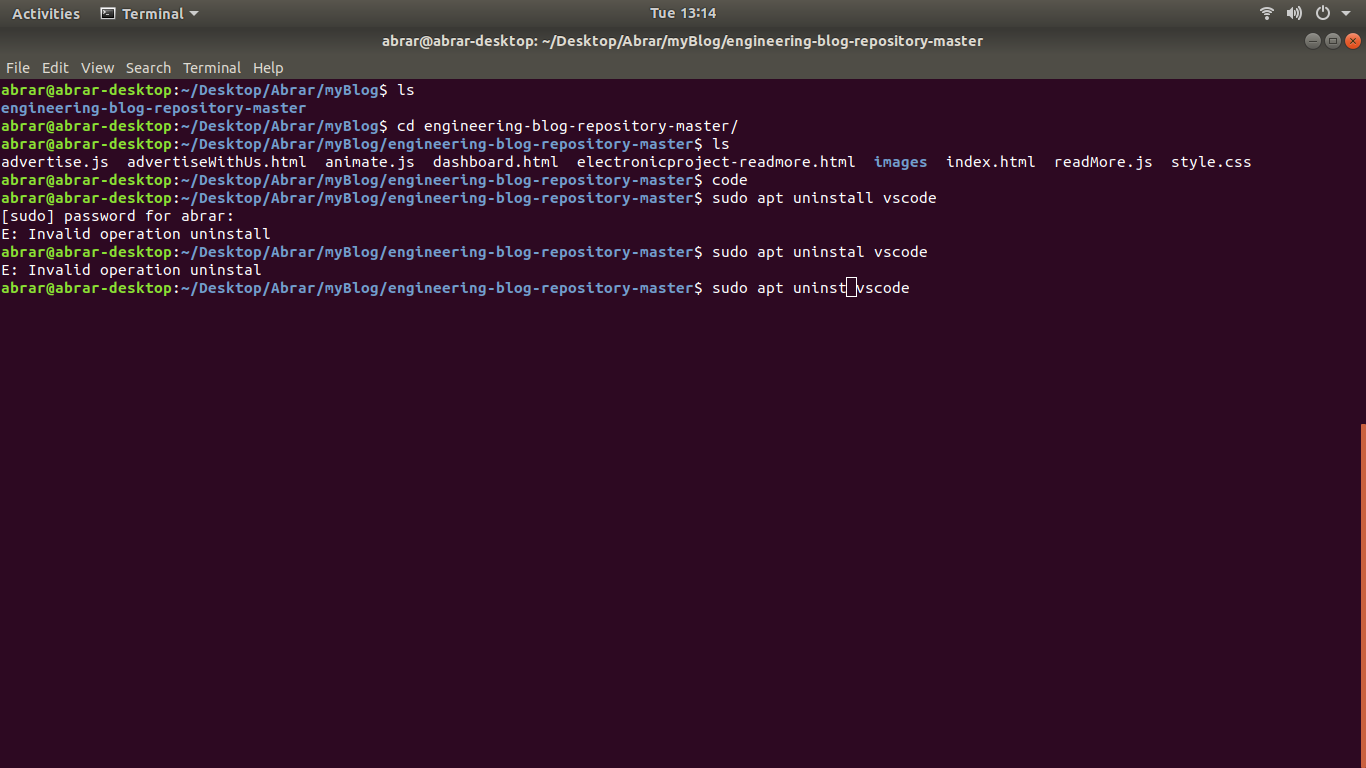 Activities Terminal Tue 13:14
abrar@abrar-desktop: ~/Desktop/Abrar/myBlog/engineering-blog-repository-master
File Edit View Search Terminal Help
abrar@abrar-desktop:~/Desktop/Abrar/myBlog$ ls
engineering-blog-repository-master
abrar@abrar-desktop:~/Desktop/Abrar/myBlog$ cd engineering-blog-repository-master/
abrar@abrar-desktop:~/Desktop/Abrar/myBlog/engineering-blog-repository-master$ ls
advertise.js advertiseWithUs.html animate.js dashboard.html electronicproject-readmore.html images index.html readMore.js style.css
abrar@abrar-desktop:~/Desktop/Abrar/myBlog/engineering-blog-repository-master$ code
abrar@abrar-desktop:~/Desktop/Abrar/myBlog/engineering-blog-repository-master$ sudo apt uninstall vscode
[sudo] password for abrar:
E: Invalid operation uninstall
abrar@abrar-desktop:~/Desktop/Abrar/myBlog/engineering-blog-repository-master$ sudo apt uninstal vscode
E: Invalid operation uninstal
abrar@abrar-desktop:~/Desktop/Abrar/myBlog/engineering-blog-repository-master$ sudo apt uninst vscode